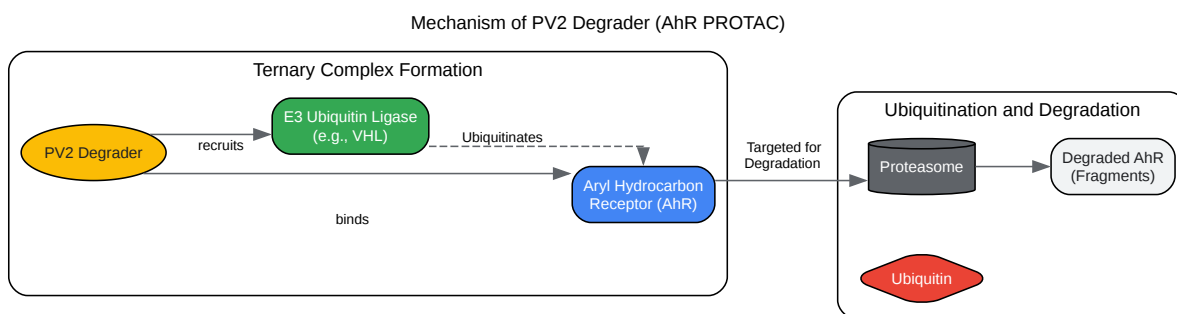 Mechanism of PV2 Degrader (AhR PROTAC)
Ternary Complex Formation
PV2 Degrader
recruits
E3 Ubiquitin Ligase
(e.g., VHL)
Ubiquitinates
binds
Aryl Hydrocarbon
Receptor (AhR)
Targeted for
Degradation
Ubiquitination and Degradation
Proteasome
Degraded AhR
(Fragments)
Ubiquitin